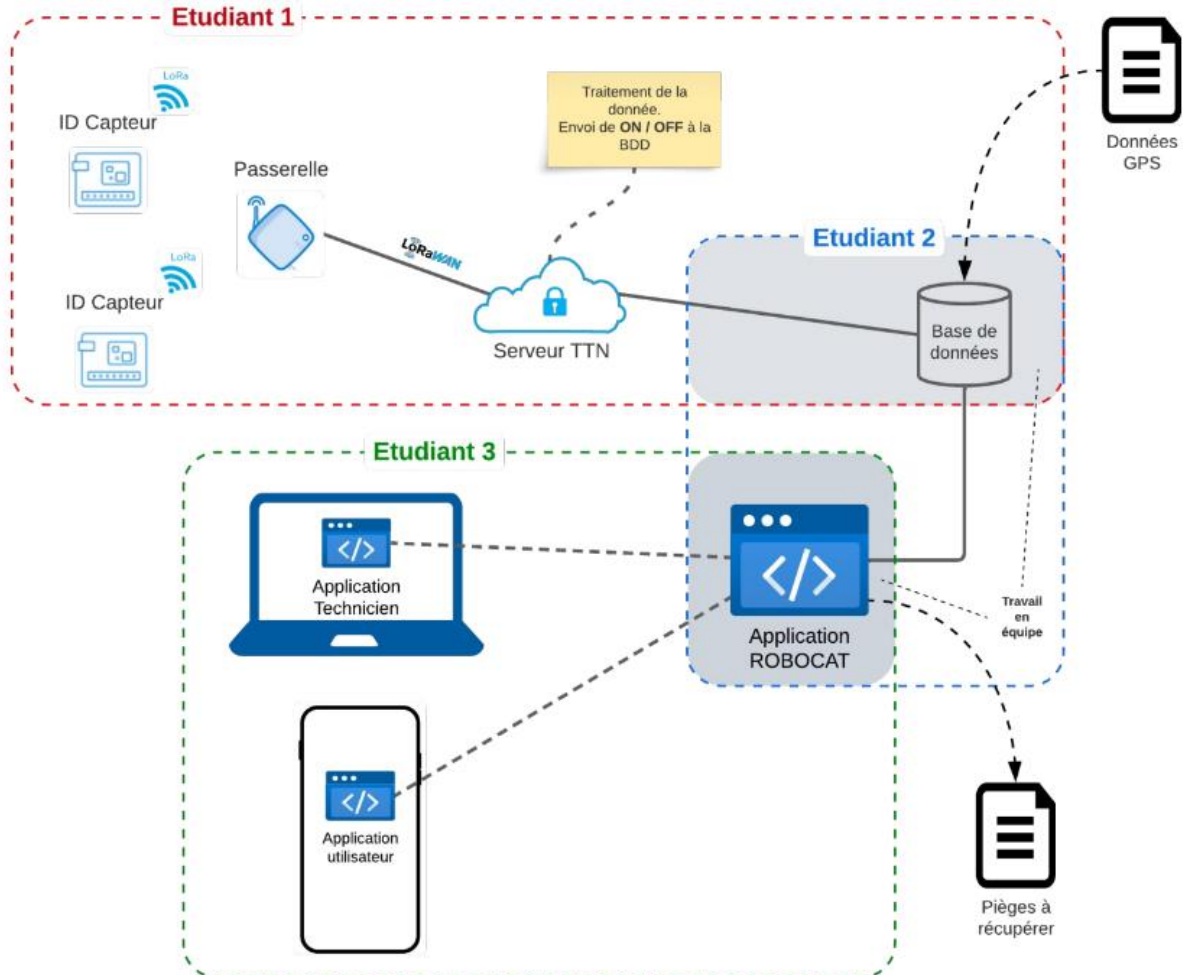 Etudiant 1
LoRa
ID Capteur
Passerelle
LoRa
ID Capteur
LoRaWAN
Traitement de la
donnée.
Envoi de ON / OFF à la
BDD
Serveur TTN
Données
GPS
Etudiant 2
Base de
données
Travail
en
équipe
Etudiant 3
</>
Application
Technicien
</>
Application
ROBOCAT
</>
Application
utilisateur
Pièges à
récupérer